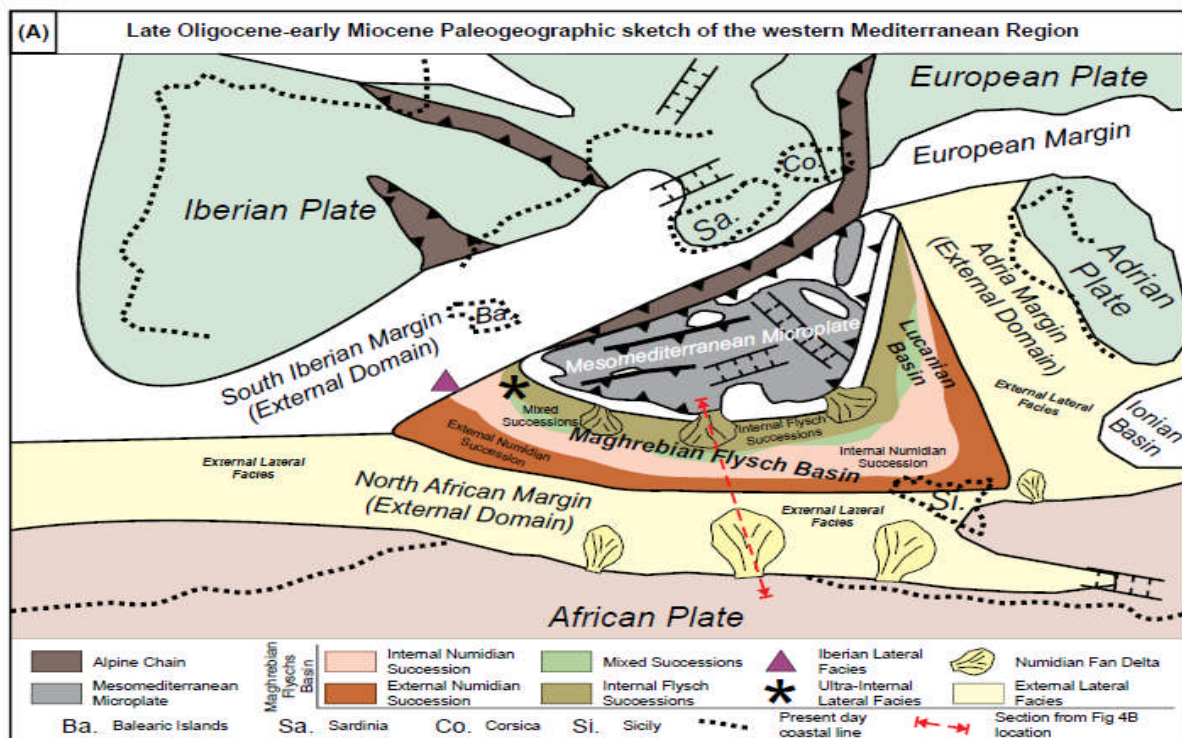 (A)
Late Oligocene-early Miocene Paleogeographic sketch of the western Mediterranean Region
European Plate
European Margin
Co.
Iberian Plate
Sa.
Adrian
Plate
Adria Margin
(External Domain)
Ba.
Mesomediterranean Microplate
Lucanian
Basin
South Iberian Margin
(External Domain)
External Lateral
Facies
Ionian
Basin
Mixed
Successions
Internal Flysch
Successions
External Numidian
Succession
Maghrebian Flysch Basin
Internal Numidian
Succession
External Lateral
Facies
North African Margin
(External Domain)
Si.
External Lateral
Facies
African Plate
Alpine Chain
Mesomediterranean
Microplate
Maghrebian
Flyschs
Basin
Internal Numidian
Succession
External Numidian
Succession
Mixed Successions
Internal Flysch
Successions
Iberian Lateral
Facies
Ultra-Internal
Lateral Facies
Numidian Fan Delta
External Lateral
Facies
Ba. Balearic Islands
Sa. Sardinia
Co. Corsica
Si. Sicily
Present day
coastal line
Section from Fig 4B
location